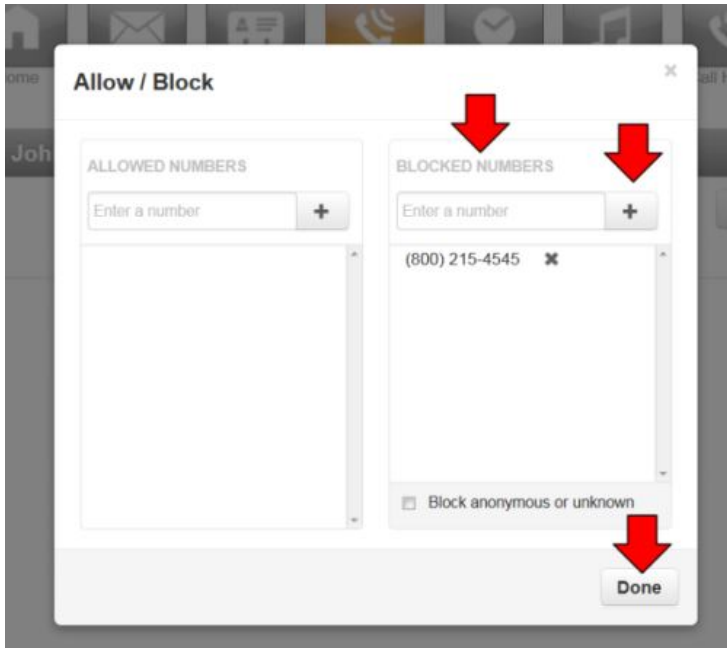 ome
all H
Allow / Block
×
Joh
ALLOWED NUMBERS
Enter a number
+
BLOCKED NUMBERS
Enter a number
+
(800) 215-4545 ✖
Block anonymous or unknown
Done